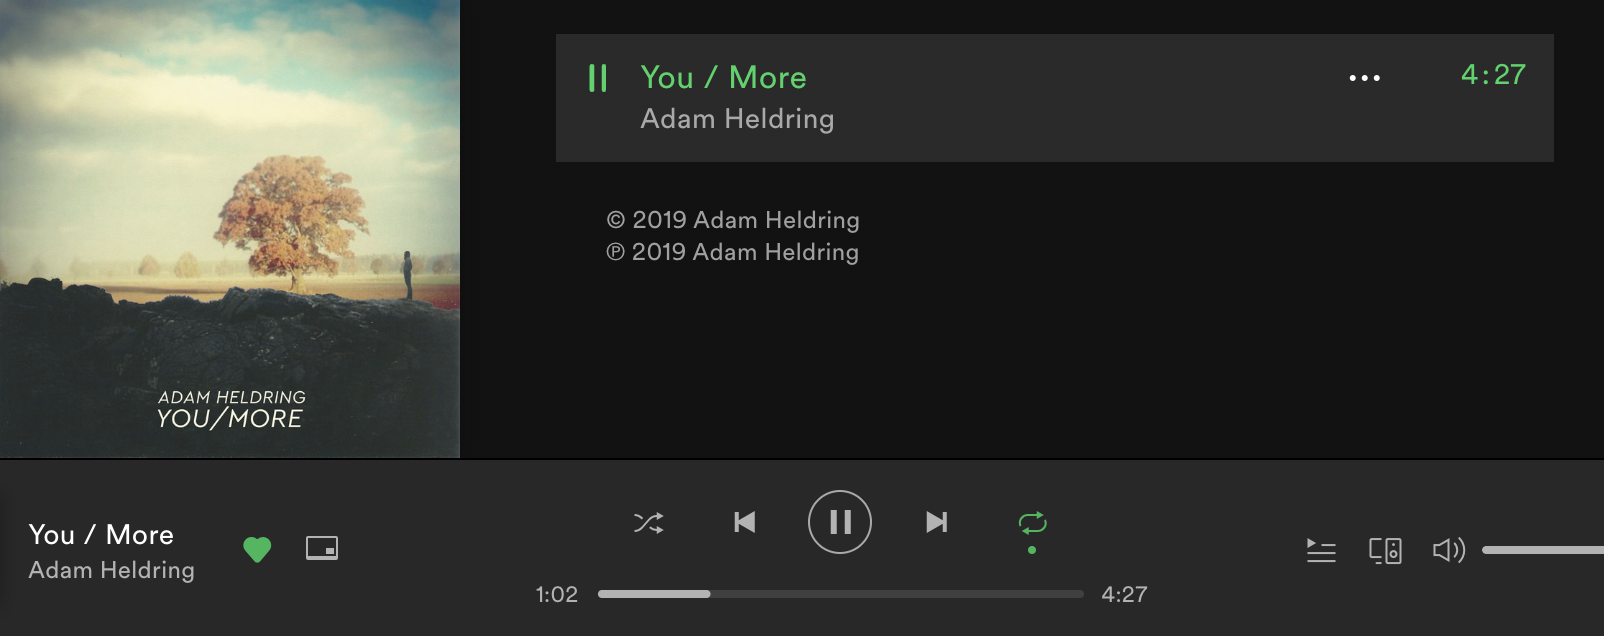 You / More
4:27
Adam Heldring
© 2019 Adam Heldring
℗ 2019 Adam Heldring
ADAM HELDRING
YOU/MORE
You / More
Adam Heldring
1:02
4:27